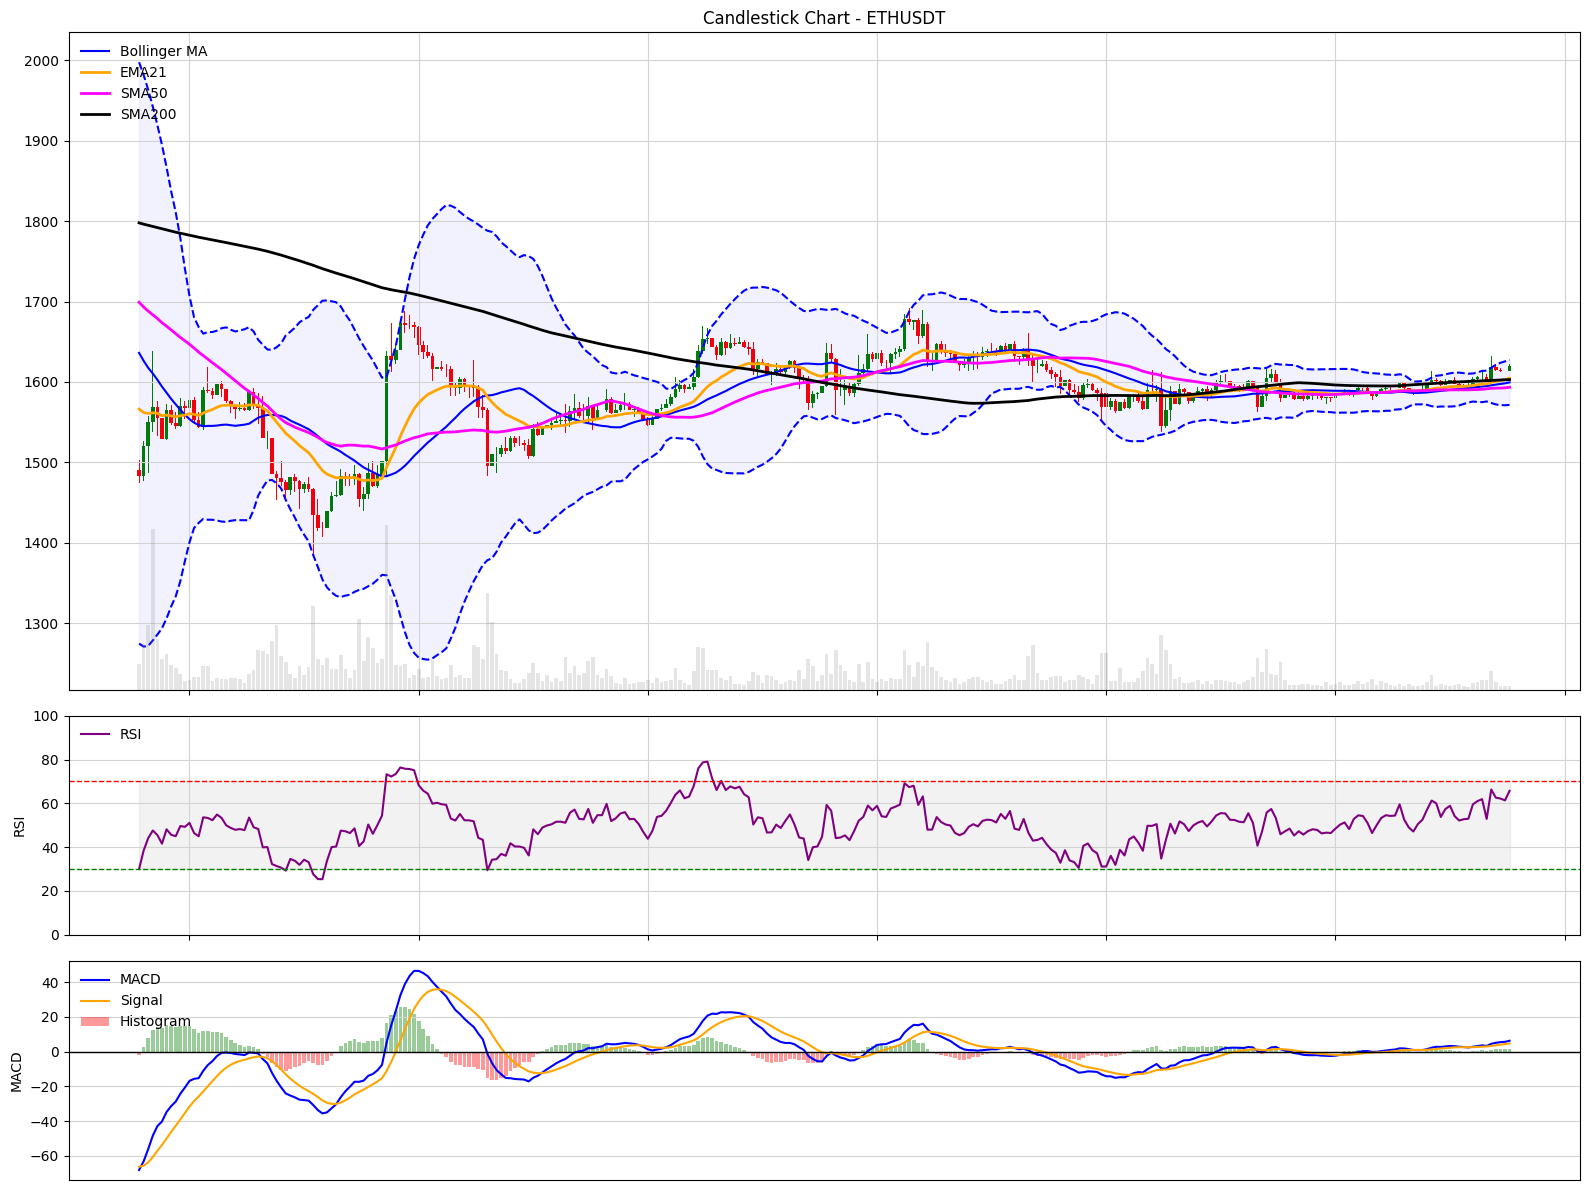 Candlestick Chart - ETHUSDT
Bollinger MA
EMA21
SMA50
SMA200
2000
1900
1800
1700
1600
1500
1400
1300
RSI
100
80
60
40
20
0
RSI
MACD
Signal
Histogram
40
20
0
−20
−40
−60
MACD